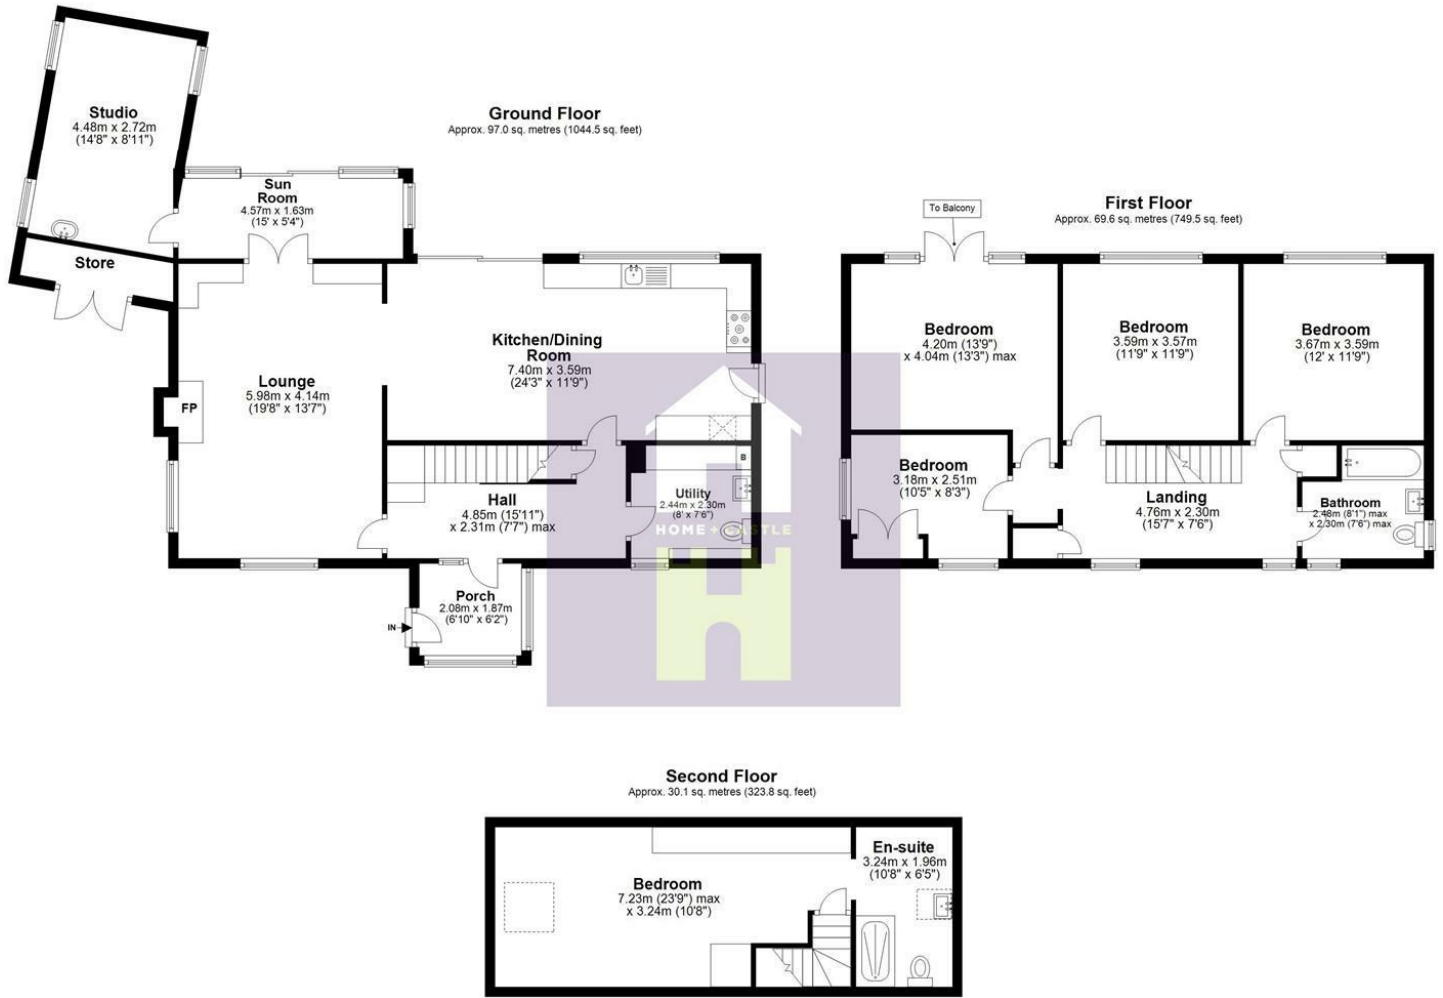 Ground Floor
Approx. 97.0 sq. metres (1044.5 sq. feet)
Studio
4.48m x 2.72m
(14'8" x 8'11")
Sun
Room
4.57m x 1.63m
(15' x 5'4")
Store
Lounge
5.98m x 4.14m
(19'8" x 13'7")
FP
Kitchen/Dining
Room
7.40m x 3.59m
(24'3" x 11'9")
Hall
4.85m (15'11")
x 2.31m (7'7") max
B
Utility
2.44m x 2.30m
(8' x 7'6")
HOME + CASTLE
Porch
2.08m x 1.87m
(6'10" x 6'2")
IN
First Floor
Approx. 69.6 sq. metres (749.5 sq. feet)
To Balcony
Bedroom
4.20m (13'9")
x 4.04m (13'3") max
Bedroom
3.59m x 3.57m
(11'9" x 11'9")
Bedroom
3.67m x 3.59m
(12' x 11'9")
Bedroom
3.18m x 2.51m
(10'5" x 8'3")
Landing
4.76m x 2.30m
(15'7" x 7'6")
Bathroom
2.48m (8'1") max
x 2.30m (7'6") max
Second Floor
Approx. 30.1 sq. metres (323.8 sq. feet)
Bedroom
7.23m (23'9") max
x 3.24m (10'8")
En-suite
3.24m x 1.96m
(10'8" x 6'5")